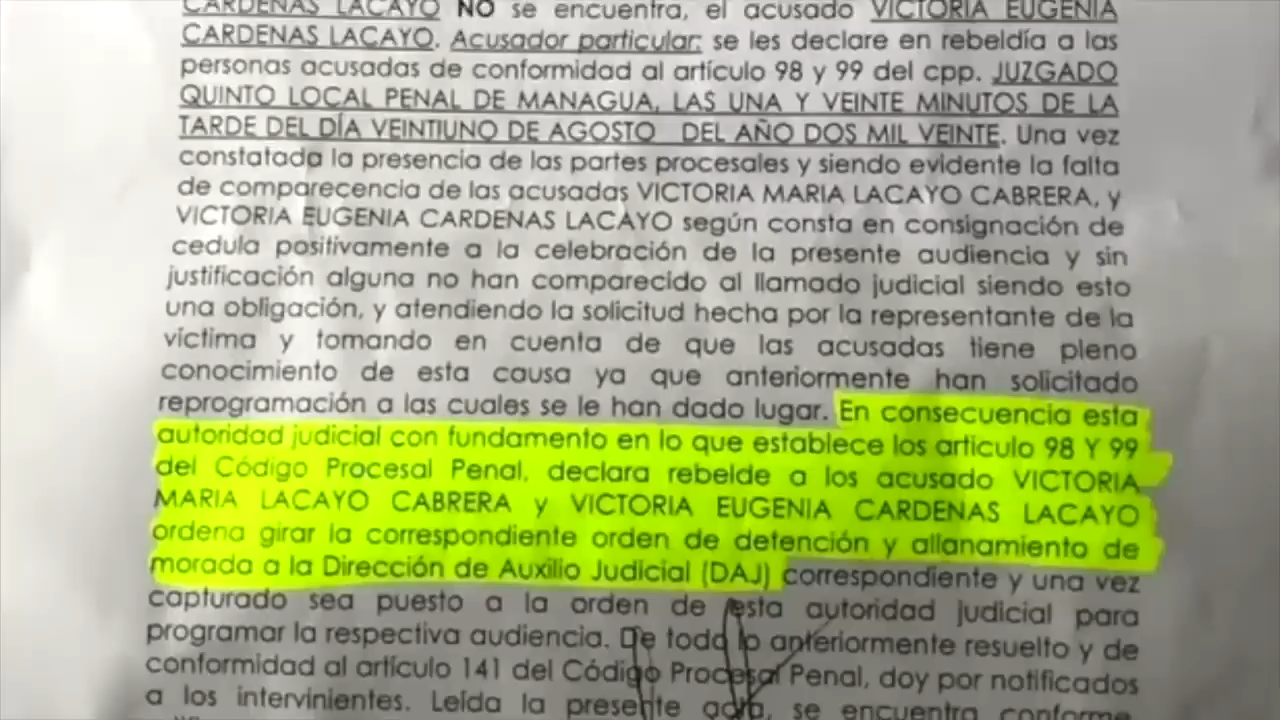 CARDENAS LACAYO NO se encuentra, el acusado VICTORIA EUGENIA
CARDENAS LACAYO. Acusador particular: se les declare en rebeldía a las
personas acusadas de conformidad al artículo 98 y 99 del cpp. JUZGADO
QUINTO LOCAL PENAL DE MANAGUA, LAS UNA Y VEINTE MINUTOS DE LA
TARDE DEL DÍA VEINTIUNO DE AGOSTO DEL AÑO DOS MIL VEINTE. Una vez
constatada la presencia de las partes procesales y siendo evidente la falta
de comparecencia de las acusadas VICTORIA MARIA LACAYO CABRERA, y
VICTORIA EUGENIA CARDENAS LACAYO según consta en consignación de
cedula positivamente a la celebración de la presente audiencia y sin
justificación alguna no han comparecido al llamado judicial siendo esto
una obligación, y atendiendo la solicitud hecha por la representante de la
víctima y tomando en cuenta de que las acusadas tiene pleno
conocimiento de esta causa ya que anteriormente han solicitado
reprogramación a las cuales se le han dado lugar. En consecuencia esta
autoridad judicial con fundamento en lo que establece los articulo 98 Y 99
del Código Procesal Penal, declara rebelde a los acusado VICTORIA
MARIA LACAYO CABRERA y VICTORIA EUGENIA CARDENAS LACAYO
ordena girar la correspondiente orden de detención y allanamiento de
morada a la Dirección de Auxilio Judicial (DAJ) correspondiente y una vez
capturado sea puesto a la orden de esta autoridad judicial para
programar la respectiva audiencia. De todo lo anteriormente resuelto y de
conformidad al artículo 141 del Código Procesal Penal, doy por notificados
a los intervinientes. Leída la presente acta, se encuentra conforme